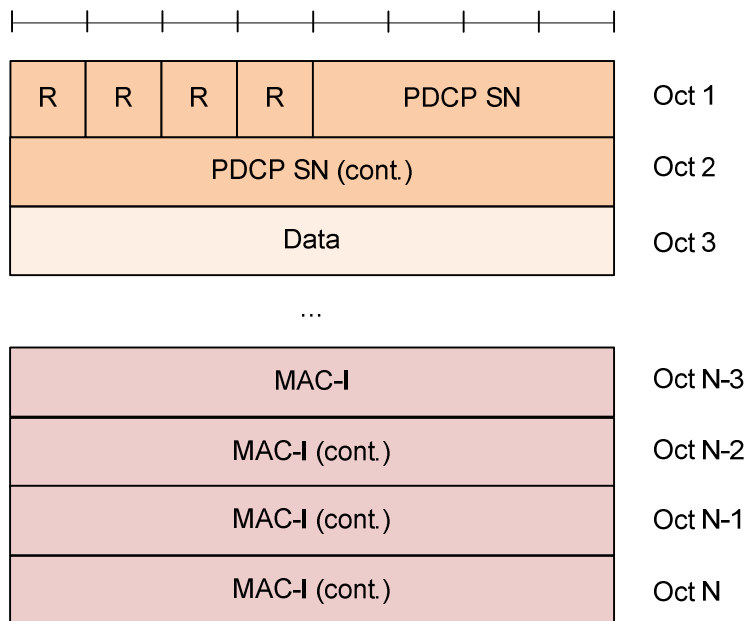 R R R R PDCP SN Oct 1
PDCP SN (cont.) Oct 2
Data Oct 3
...
MAC-I Oct N-3
MAC-I (cont.) Oct N-2
MAC-I (cont.) Oct N-1
MAC-I (cont.) Oct N